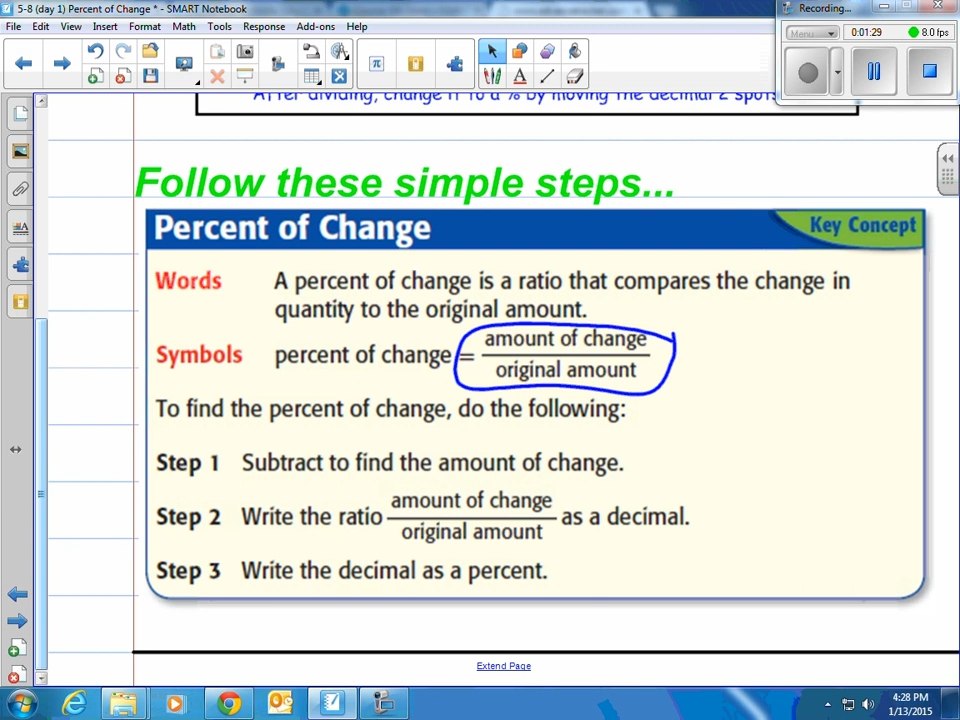 5-8 (day 1) Percent of Change * - SMART Notebook
Recording...
File Edit View Insert Format Math Tools Response Add-ons Help
Menu
0:01:29
8.0 fps
After dividing, change it to a % by moving the decimal 2 spots
Follow these simple steps...
Percent of Change
Key Concept
Words A percent of change is a ratio that compares the change in
quantity to the original amount.
Symbols percent of change = amount of change
original amount
To find the percent of change, do the following:
Step 1 Subtract to find the amount of change.
Step 2 Write the ratio amount of change
original amount as a decimal.
Step 3 Write the decimal as a percent.
Extend Page
4:28 PM
1/13/2015